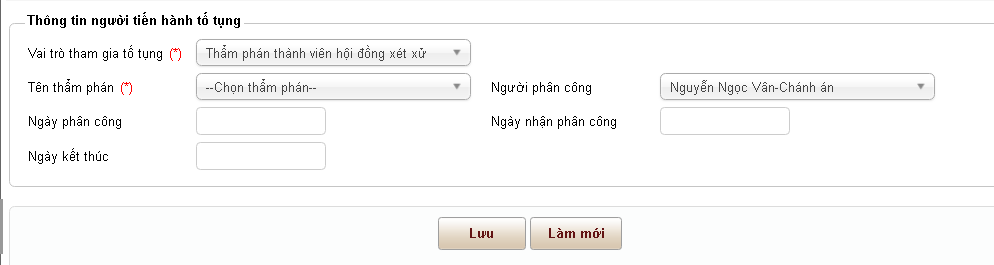 Thông tin người tiến hành tố tụng
Vai trò tham gia tố tụng (*) Thẩm phán thành viên hội đồng xét xử
Tên thẩm phán (*) --Chọn thẩm phán-- Người phân công Nguyễn Ngọc Vân-Chánh án
Ngày phân công Ngày nhận phân công
Ngày kết thúc
Lưu Làm mới